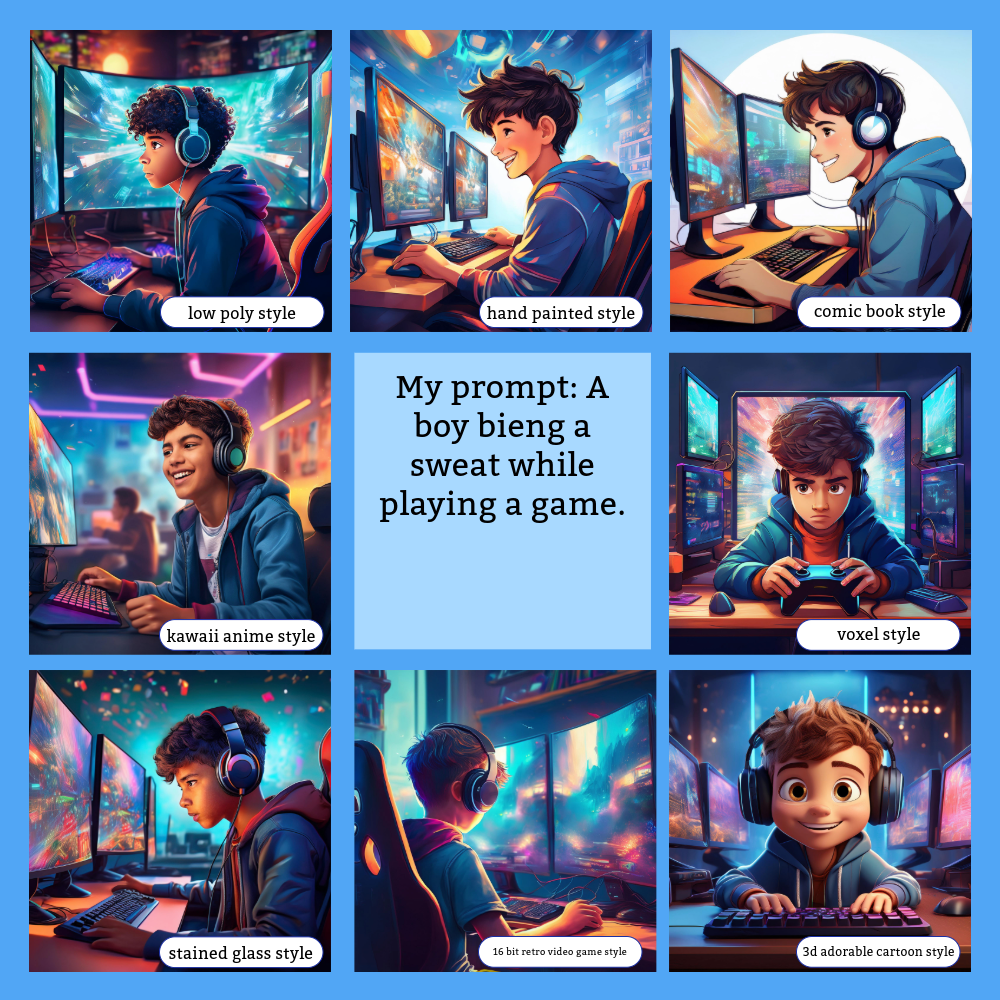 low poly style
hand painted style
comic book style
kawaii anime style
My prompt: A
boy bieng a
sweat while
playing a game.
voxel style
stained glass style
16 bit retro video game style
3d adorable cartoon style